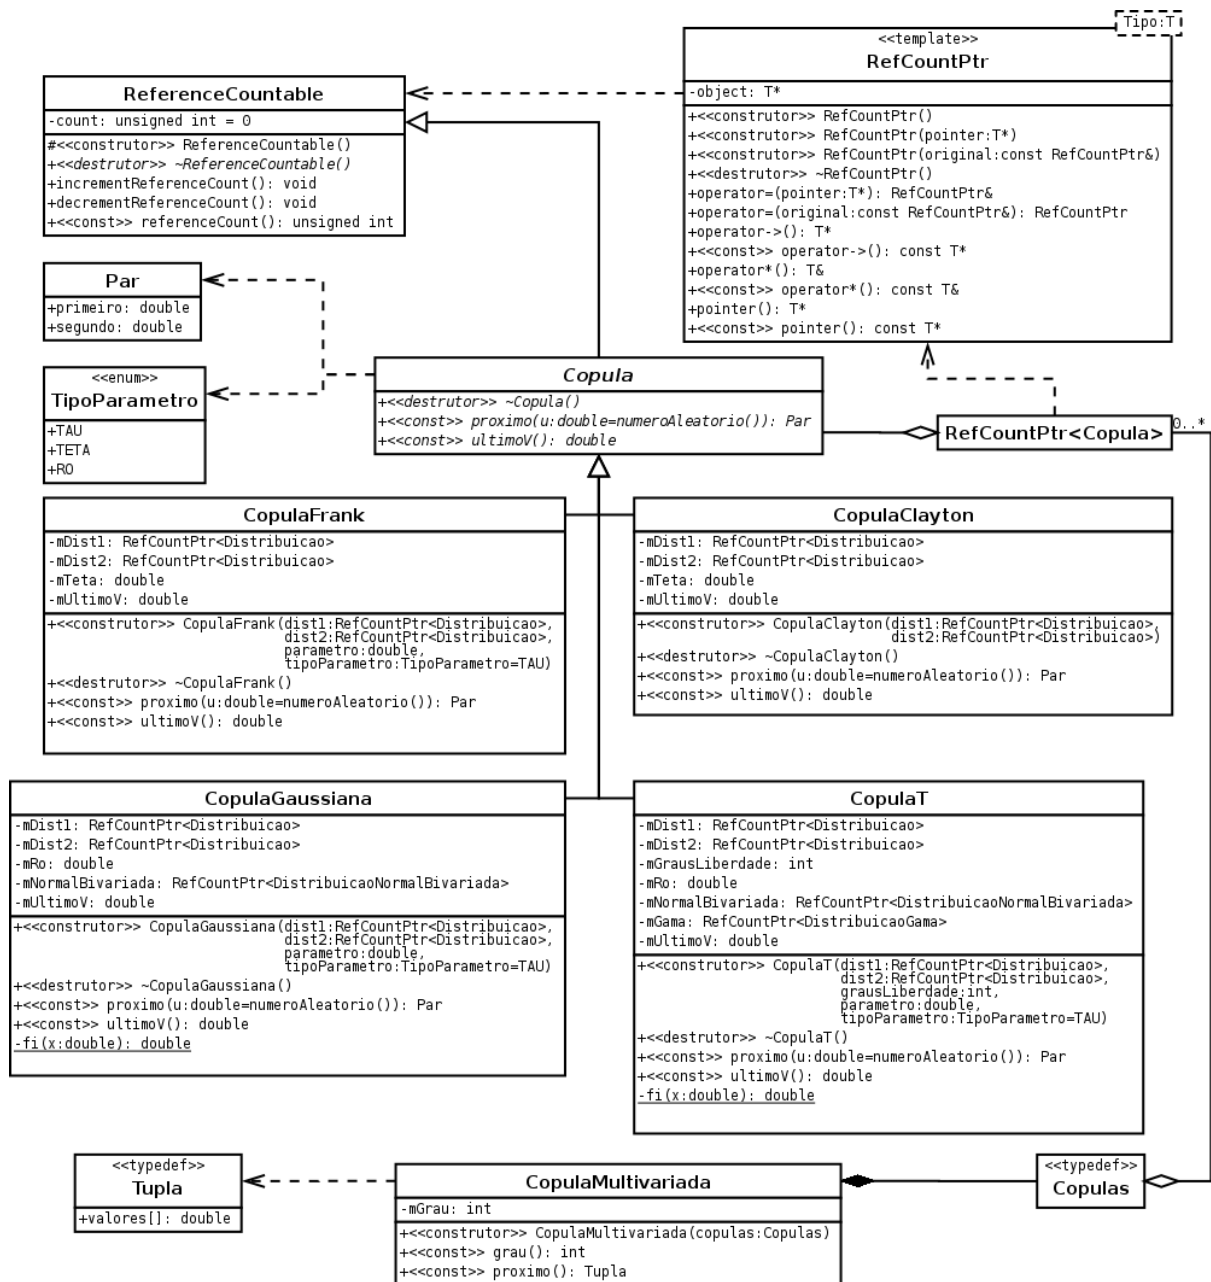 Tipo:T
<<template>>
RefCountPtr
-object: T*
+<<construtor>> RefCountPtr()
+<<construtor>> RefCountPtr(pointer:T*)
+<<construtor>> RefCountPtr(original:const RefCountPtr&)
+<<destrutor>> ~RefCountPtr()
+operator=(pointer:T*): RefCountPtr&
+operator=(original:const RefCountPtr&): RefCountPtr
+operator->(): T*
+<<const>> operator->(): const T*
+operator*(): T&
+<<const>> operator*(): const T&
+pointer(): T*
+<<const>> pointer(): const T*
ReferenceCountable
-count: unsigned int = 0
#<<construtor>> ReferenceCountable()
+<<destrutor>> ~ReferenceCountable()
+incrementReferenceCount(): void
+decrementReferenceCount(): void
+<<const>> referenceCount(): unsigned int
Par
+primeiro: double
+segundo: double
<<enum>>
TipoParametro
+TAU
+TETA
+RO
Copula
+<<destrutor>> ~Copula()
+<<const>> proximo(u:double=numeroAleatorio()): Par
+<<const>> ultimoV(): double
RefCountPtr<Copula>
0..*
CopulaFrank
-mDist1: RefCountPtr<Distribuicao>
-mDist2: RefCountPtr<Distribuicao>
-mTeta: double
-mUltimoV: double
+<<construtor>> CopulaFrank(dist1:RefCountPtr<Distribuicao>,
dist2:RefCountPtr<Distribuicao>,
parametro:double,
tipoParametro:TipoParametro=TAU)
+<<destrutor>> ~CopulaFrank()
+<<const>> proximo(u:double=numeroAleatorio()): Par
+<<const>> ultimoV(): double
CopulaClayton
-mDist1: RefCountPtr<Distribuicao>
-mDist2: RefCountPtr<Distribuicao>
-mTeta: double
-mUltimoV: double
+<<construtor>> CopulaClayton(dist1:RefCountPtr<Distribuicao>,
dist2:RefCountPtr<Distribuicao>)
+<<destrutor>> ~CopulaClayton()
+<<const>> proximo(u:double=numeroAleatorio()): Par
+<<const>> ultimoV(): double
CopulaGaussiana
-mDist1: RefCountPtr<Distribuicao>
-mDist2: RefCountPtr<Distribuicao>
-mRo: double
-mNormalBivariada: RefCountPtr<DistribuicaoNormalBivariada>
-mUltimoV: double
+<<construtor>> CopulaGaussiana(dist1:RefCountPtr<Distribuicao>,
dist2:RefCountPtr<Distribuicao>,
parametro:double,
tipoParametro:TipoParametro=TAU)
+<<destrutor>> ~CopulaGaussiana()
+<<const>> proximo(u:double=numeroAleatorio()): Par
+<<const>> ultimoV(): double
-fi(x:double): double
CopulaT
-mDist1: RefCountPtr<Distribuicao>
-mDist2: RefCountPtr<Distribuicao>
-mGrausLiberdade: int
-mRo: double
-mNormalBivariada: RefCountPtr<DistribuicaoNormalBivariada>
-mGama: RefCountPtr<DistribuicaoGama>
-mUltimoV: double
+<<construtor>> CopulaT(dist1:RefCountPtr<Distribuicao>,
dist2:RefCountPtr<Distribuicao>,
grausLiberdade:int,
parametro:double,
tipoParametro:TipoParametro=TAU)
+<<destrutor>> ~CopulaT()
+<<const>> proximo(u:double=numeroAleatorio()): Par
+<<const>> ultimoV(): double
-fi(x:double): double
<<typedef>>
Tupla
+valores[]: double
CopulaMultivariada
-mGrau: int
+<<construtor>> CopulaMultivariada(copulas:Copulas)
+<<const>> grau(): int
+<<const>> proximo(): Tupla
<<typedef>>
Copulas